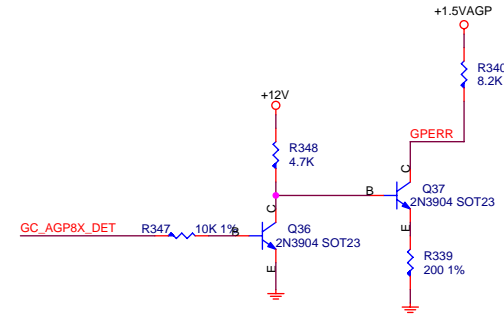 +1.5VAGP
R340
8.2K
+12V
GPERR
R348
4.7K
C
B
Q37
2N3904 SOT23
C
GC_AGP8X_DET
R347
10K 1%
B
Q36
2N3904 SOT23
E
E
R339
200 1%